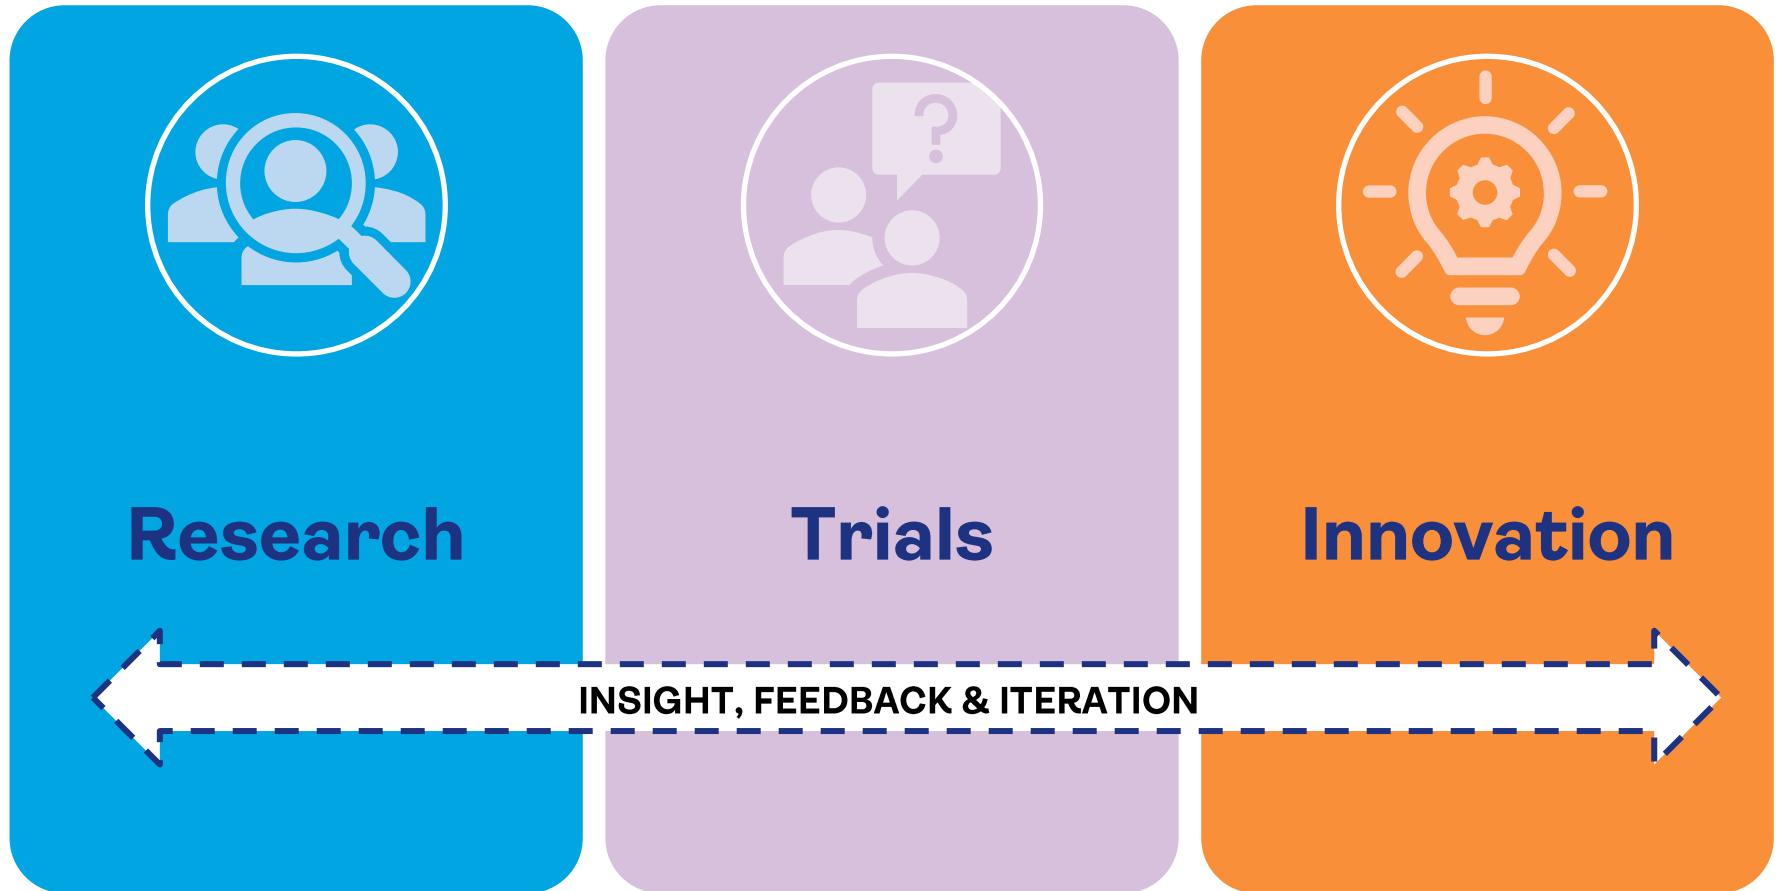 ?
Research
Trials
Innovation
INSIGHT, FEEDBACK & ITERATION